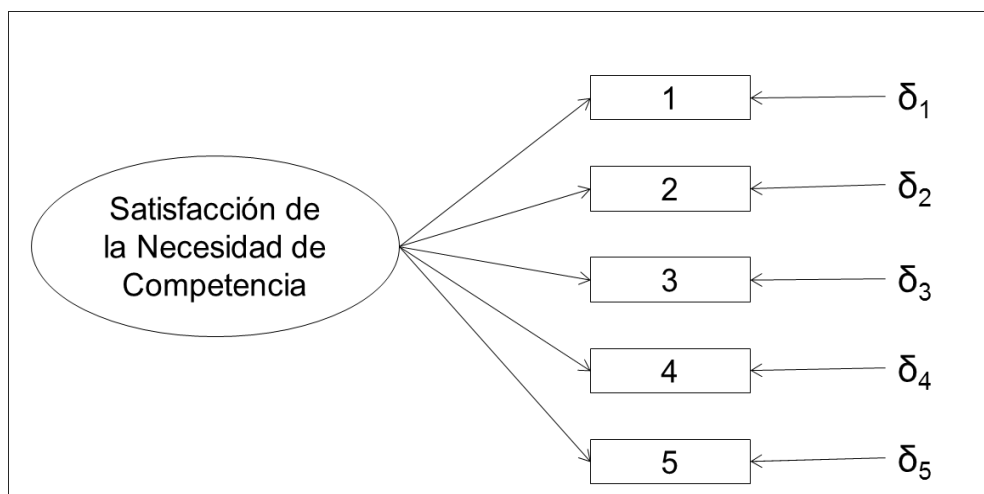 Satisfacción de
la Necesidad de
Competencia
1
δ₁
2
δ₂
3
δ₃
4
δ₄
5
δ₅